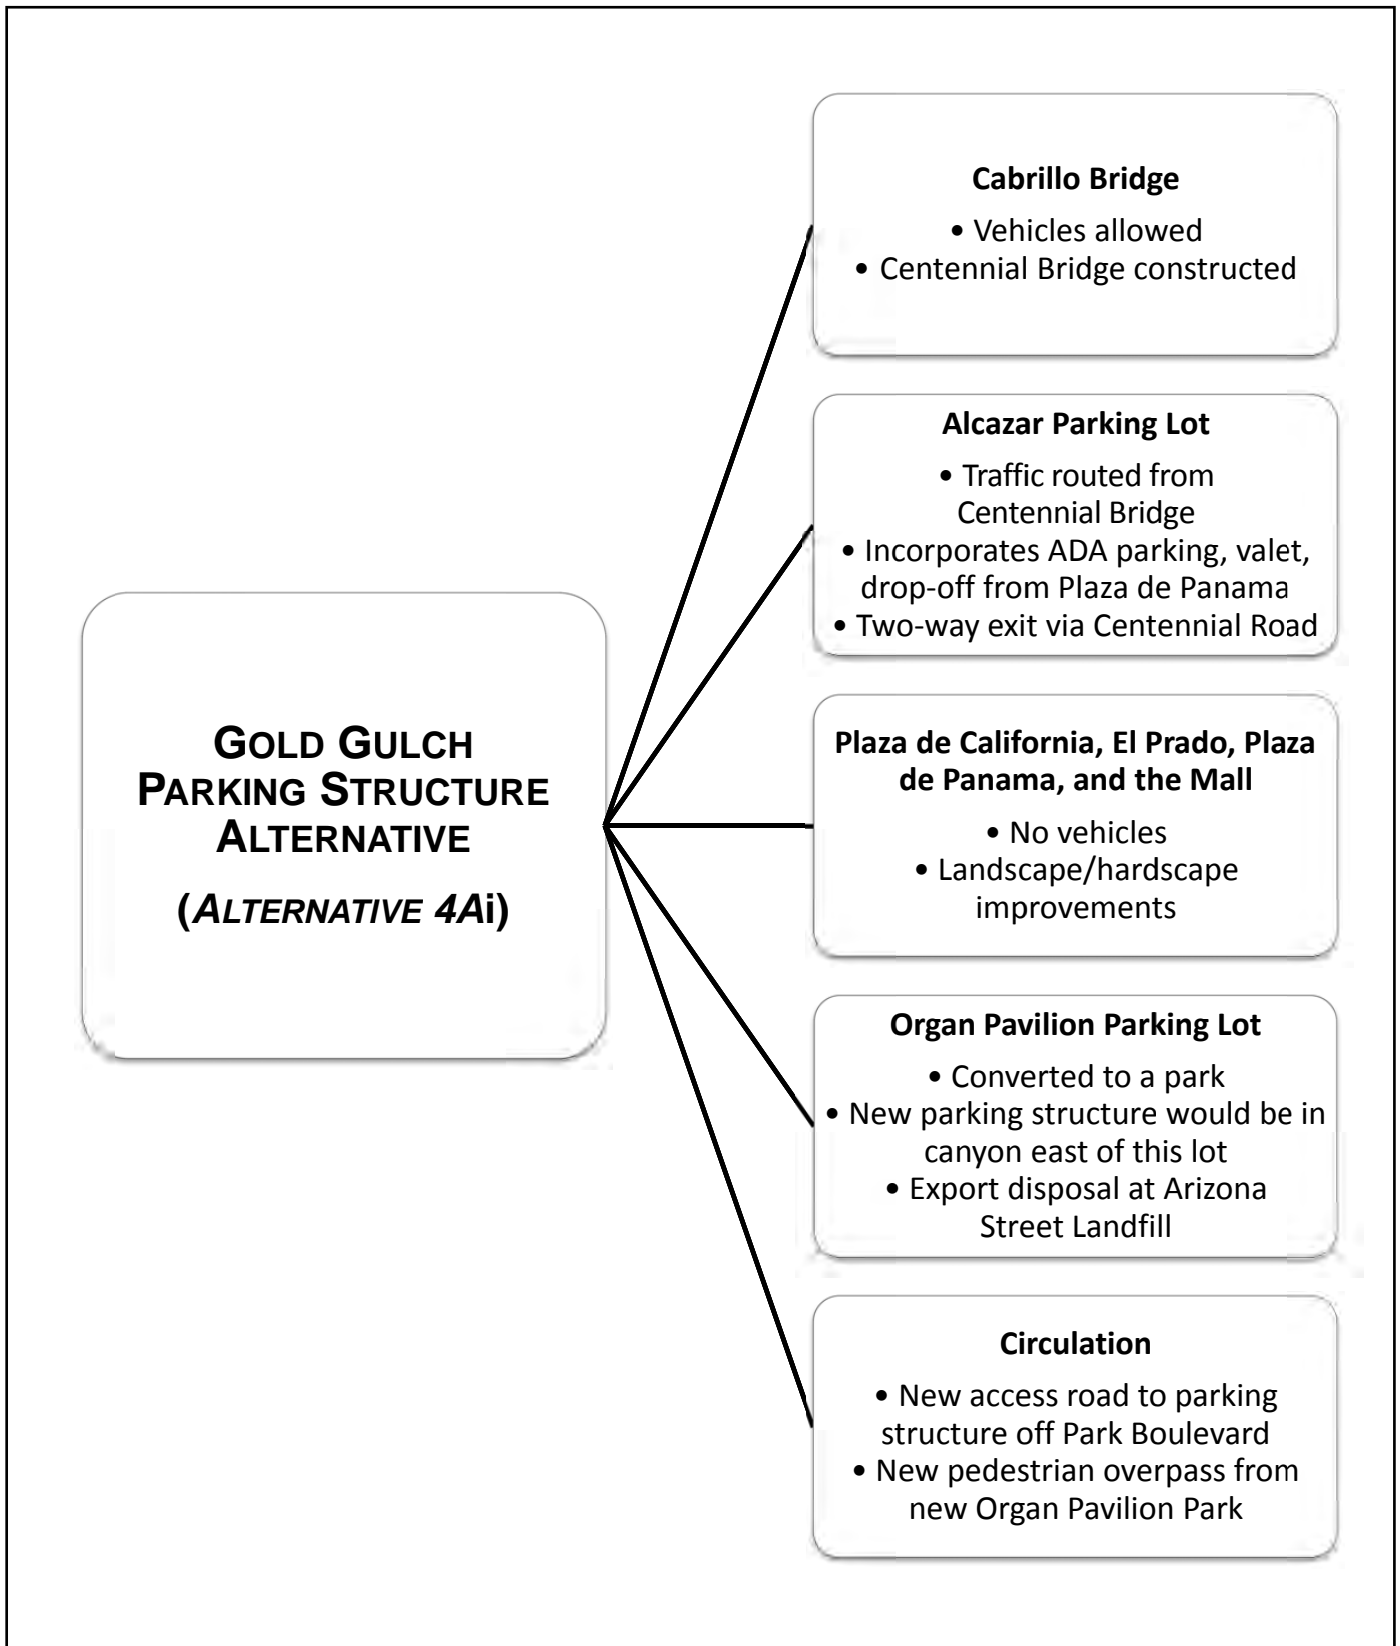 GOLD GULCH
PARKING STRUCTURE
ALTERNATIVE
(ALTERNATIVE 4Ai)
Cabrillo Bridge
• Vehicles allowed
• Centennial Bridge constructed
Alcazar Parking Lot
• Traffic routed from
Centennial Bridge
• Incorporates ADA parking, valet,
drop-off from Plaza de Panama
• Two-way exit via Centennial Road
Plaza de California, El Prado, Plaza
de Panama, and the Mall
• No vehicles
• Landscape/hardscape
improvements
Organ Pavilion Parking Lot
• Converted to a park
• New parking structure would be in
canyon east of this lot
• Export disposal at Arizona
Street Landfill
Circulation
• New access road to parking
structure off Park Boulevard
• New pedestrian overpass from
new Organ Pavilion Park